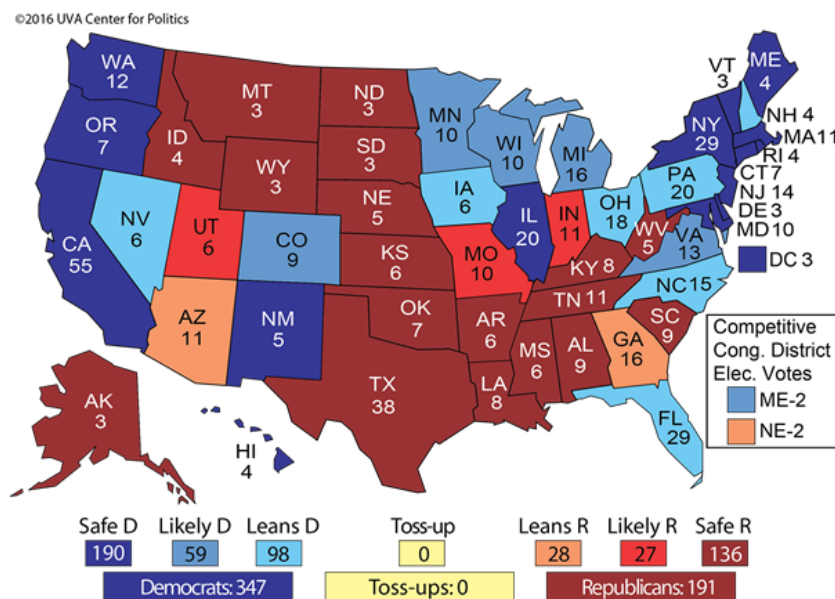 ©2016 UVA Center for Politics
WA
12
OR
7
CA
55
NV
6
ID
4
MT
3
WY
3
UT
6
AZ
11
CO
9
NM
5
ND
3
SD
3
NE
5
KS
6
OK
7
TX
38
MN
10
IA
6
MO
10
AR
6
LA
8
WI
10
IL
20
MI
16
IN
11
OH
18
KY 8
TN 11
MS
6
AL
9
GA
16
FL
29
SC
9
NC 15
VA
13
WV
5
PA
20
NY
29
VT
3
ME
4
NH 4
MA 11
RI 4
CT 7
NJ 14
DE 3
MD 10
DC 3
AK
3
HI
4
Competitive
Cong. District
Elec. Votes
ME-2
NE-2
Safe D Likely D Leans D Toss-up Leans R Likely R Safe R
190 59 98 0 28 27 136
Democrats: 347 Toss-ups: 0 Republicans: 191